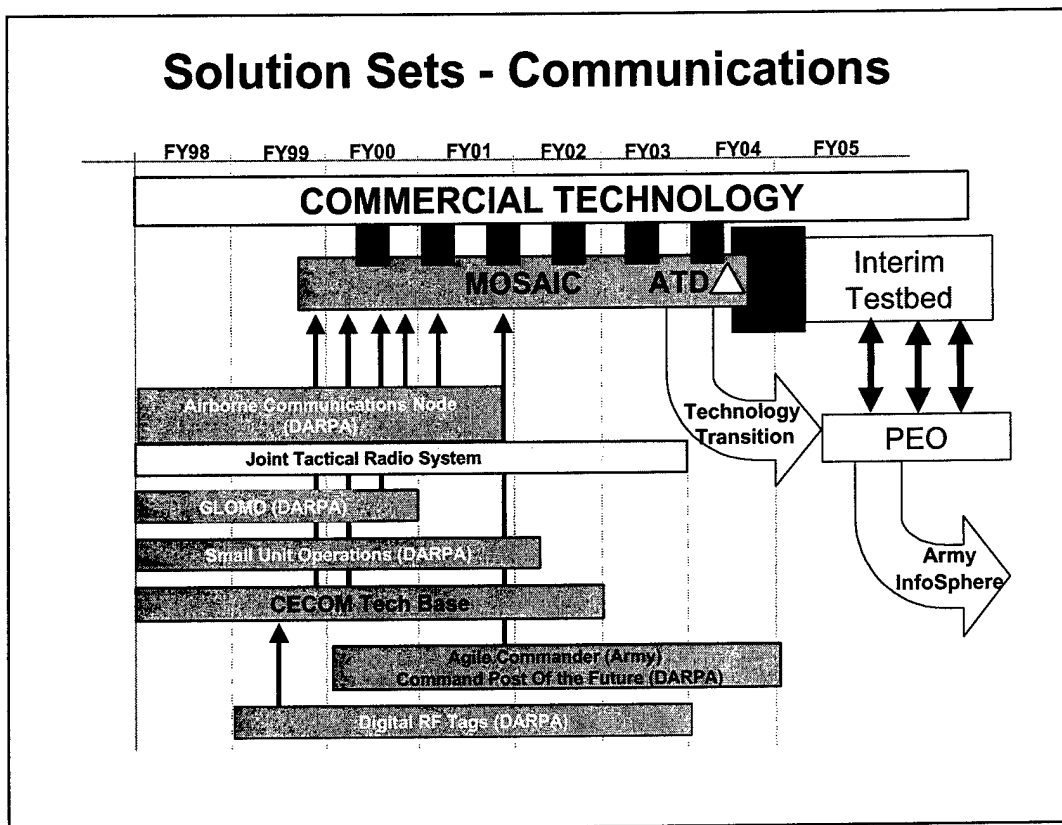 Solution Sets - Communications
FY98 FY99 FY00 FY01 FY02 FY03 FY04 FY05
COMMERCIAL TECHNOLOGY
MOSAIC ATD
Interim
Testbed
Airborne Communications Node
(DARPA)
Technology
Transition
PEO
Joint Tactical Radio System
GLOMO (DARPA)
Small Unit Operations (DARPA)
Army
InfoSphere
CECOM Tech Base
Agile Commander (Army)
Command Post Of the Future (DARPA)
Digital RF Tags (DARPA)